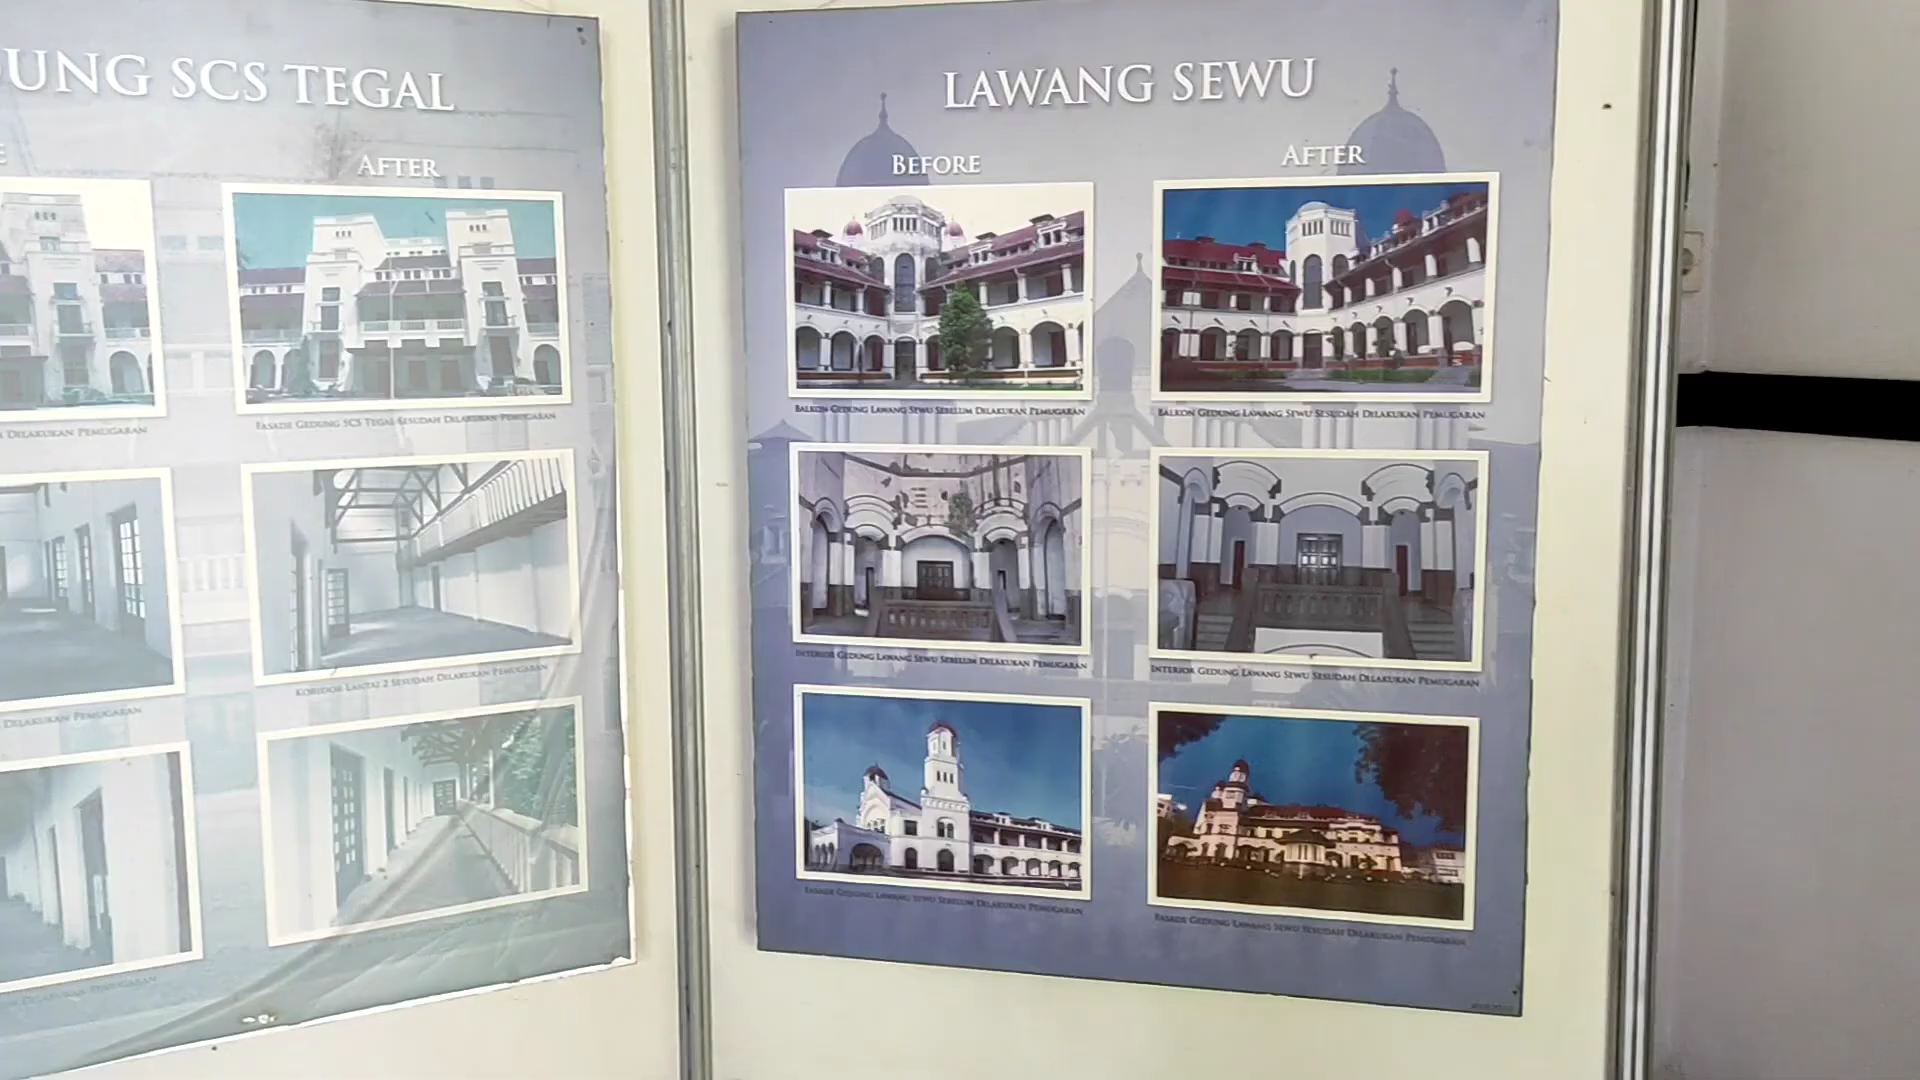 UNG SCS TEGAL
AFTER
DILAKUKAN PEMUGARAN
FASADE GEDUNG SCS TEGAL SESUDAH DILAKUKAN PEMUGARAN
DILAKUKAN PEMUGARAN
KORIDOR LANTAI 2 SESUDAH DILAKUKAN PEMUGARAN
LAWANG SEWU
BEFORE
AFTER
BALKON GEDUNG LAWANG SEWU SEBELUM DILAKUKAN PEMUGARAN
BALKON GEDUNG LAWANG SEWU SESUDAH DILAKUKAN PEMUGARAN
INTERIOR GEDUNG LAWANG SEWU SEBELUM DILAKUKAN PEMUGARAN
INTERIOR GEDUNG LAWANG SEWU SESUDAH DILAKUKAN PEMUGARAN
FASADE GEDUNG LAWANG SEWU SEBELUM DILAKUKAN PEMUGARAN
FASADE GEDUNG LAWANG SEWU SESUDAH DILAKUKAN PEMUGARAN